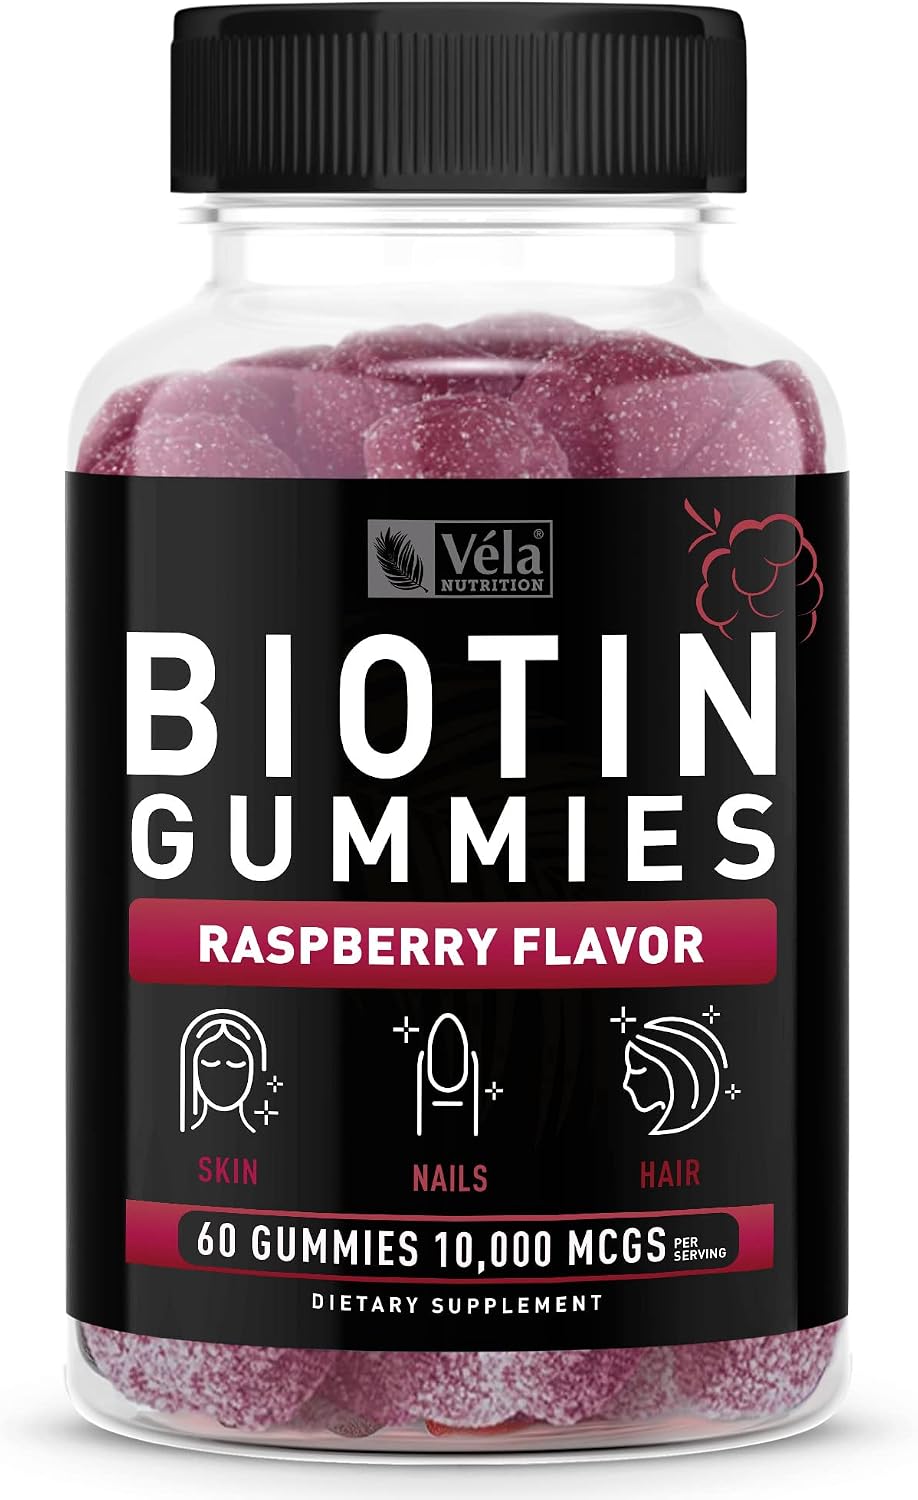 Véla®
NUTRITION
BIOTIN
GUMMIES
RASPBERRY FLAVOR
SKIN
NAILS
HAIR
60 GUMMIES 10,000 MCGS PER SERVING
DIETARY SUPPLEMENT